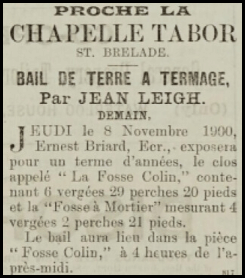 PROCHE LA
CHAPELLE TABOR
ST. BRELADE.
BAIL DE TERRE A TERMAGE,
Par JEAN LEIGH.
DEMAIN,
JEUDI le 8 Novembre 1900,
Ernest Briard, Ecr., exposera
pour un terme d'années, le clos
appelé " La Fosse Colin," conte-
nant 6 vergées 29 perches 20 pieds
et la "Fosse à Mortier" mesurant 4
vergées 2 perches 21 pieds.
Le bail aura lieu dans la pièce
" Fosse Colin," à 4 heures de l'a-
près-midi.